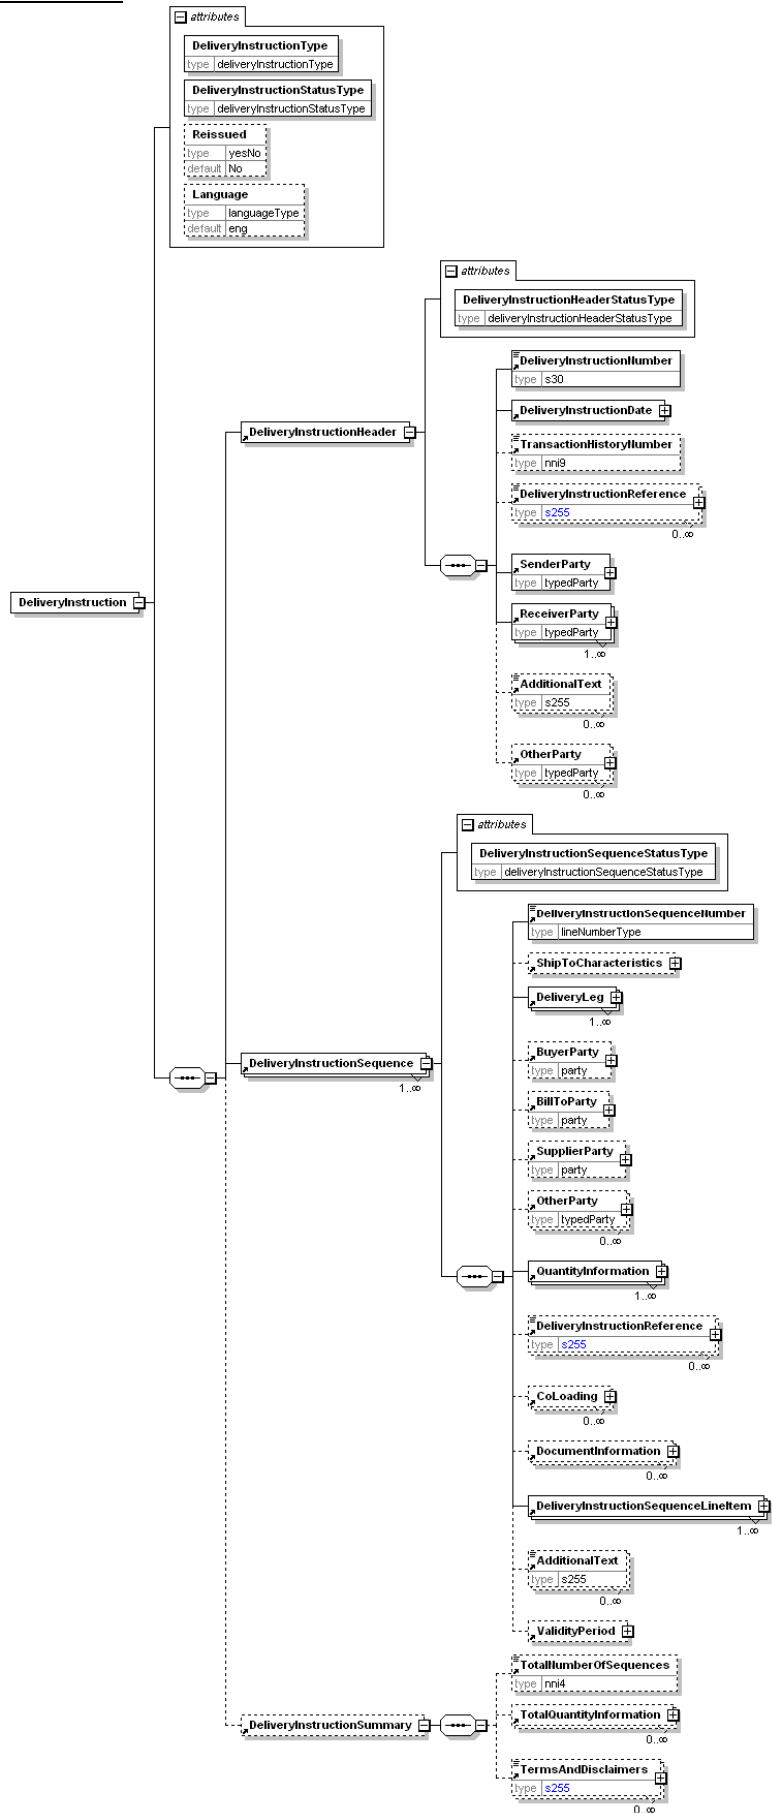 attributes
DeliveryInstructionType
type deliveryInstructionType
DeliveryInstructionStatusType
type deliveryInstructionStatusType
Reissued
type yesNo
default No
Language
type languageType
default eng
attributes
DeliveryInstructionHeaderStatusType
type deliveryInstructionHeaderStatusType
DeliveryInstructionNumber
type s30
DeliveryInstructionDate
DeliveryInstructionHeader
TransactionHistoryNumber
type nni9
DeliveryInstructionReference
type s255
0..∞
SenderParty
type typedParty
DeliveryInstruction
ReceiverParty
type typedParty
1..∞
AdditionalText
type s255
0..∞
OtherParty
type typedParty
0..∞
attributes
DeliveryInstructionSequenceStatusType
type deliveryInstructionSequenceStatusType
DeliveryInstructionSequenceNumber
type lineNumberType
ShipToCharacteristics
DeliveryLeg
1..∞
DeliveryInstructionSequence
1..∞
BuyerParty
type party
BillToParty
type party
SupplierParty
type party
OtherParty
type typedParty
0..∞
QuantityInformation
1..∞
DeliveryInstructionReference
type s255
0..∞
CoLoading
0..∞
DocumentInformation
0..∞
DeliveryInstructionSequenceLineItem
1..∞
AdditionalText
type s255
0..∞
ValidityPeriod
TotalNumberOfSequences
type nni4
DeliveryInstructionSummary
TotalQuantityInformation
0..∞
TermsAndDisclaimers
type s255
0..∞